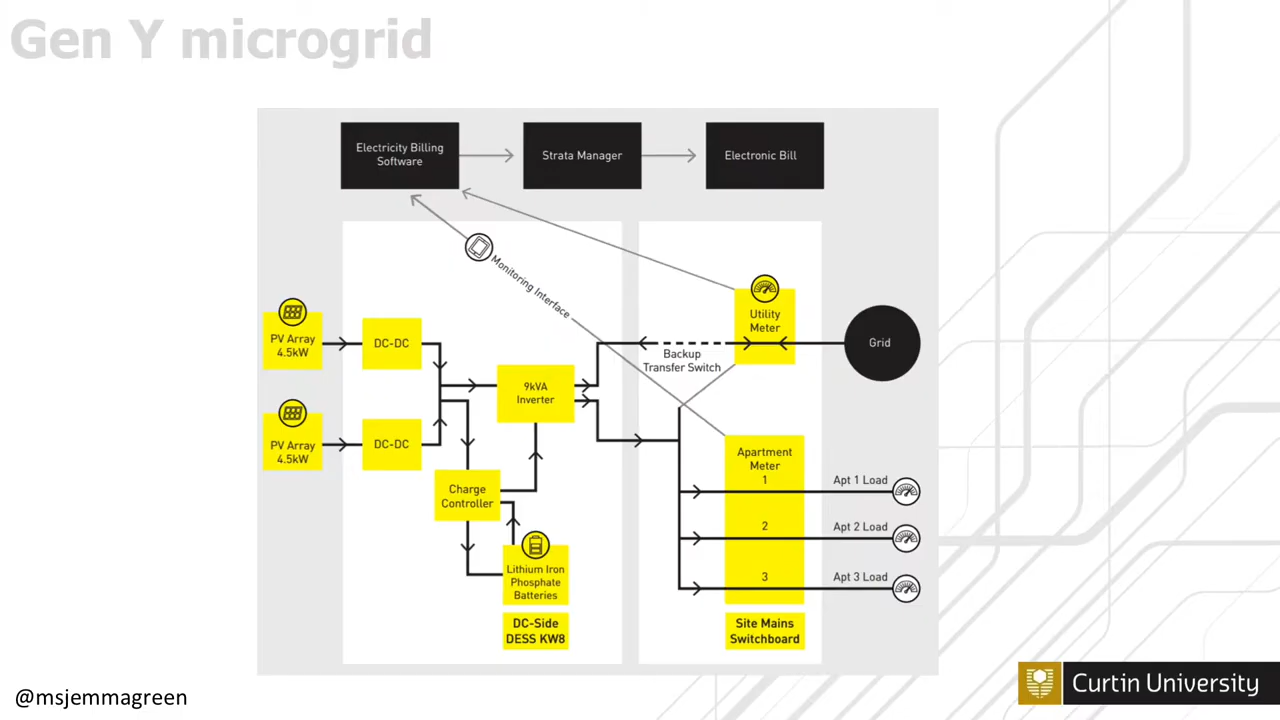 Gen Y microgrid
Electricity Billing
Software
Strata Manager
Electronic Bill
Monitoring Interface
Utility
Meter
PV Array
4.5kW
DC-DC
Backup
Transfer Switch
Grid
9kVA
Inverter
PV Array
4.5kW
DC-DC
Charge
Controller
Lithium Iron
Phosphate
Batteries
DC-Side
DESS KW8
Apartment
Meter
1
Apt 1 Load
2
Apt 2 Load
3
Apt 3 Load
Site Mains
Switchboard
@msjemmagreen
Curtin University